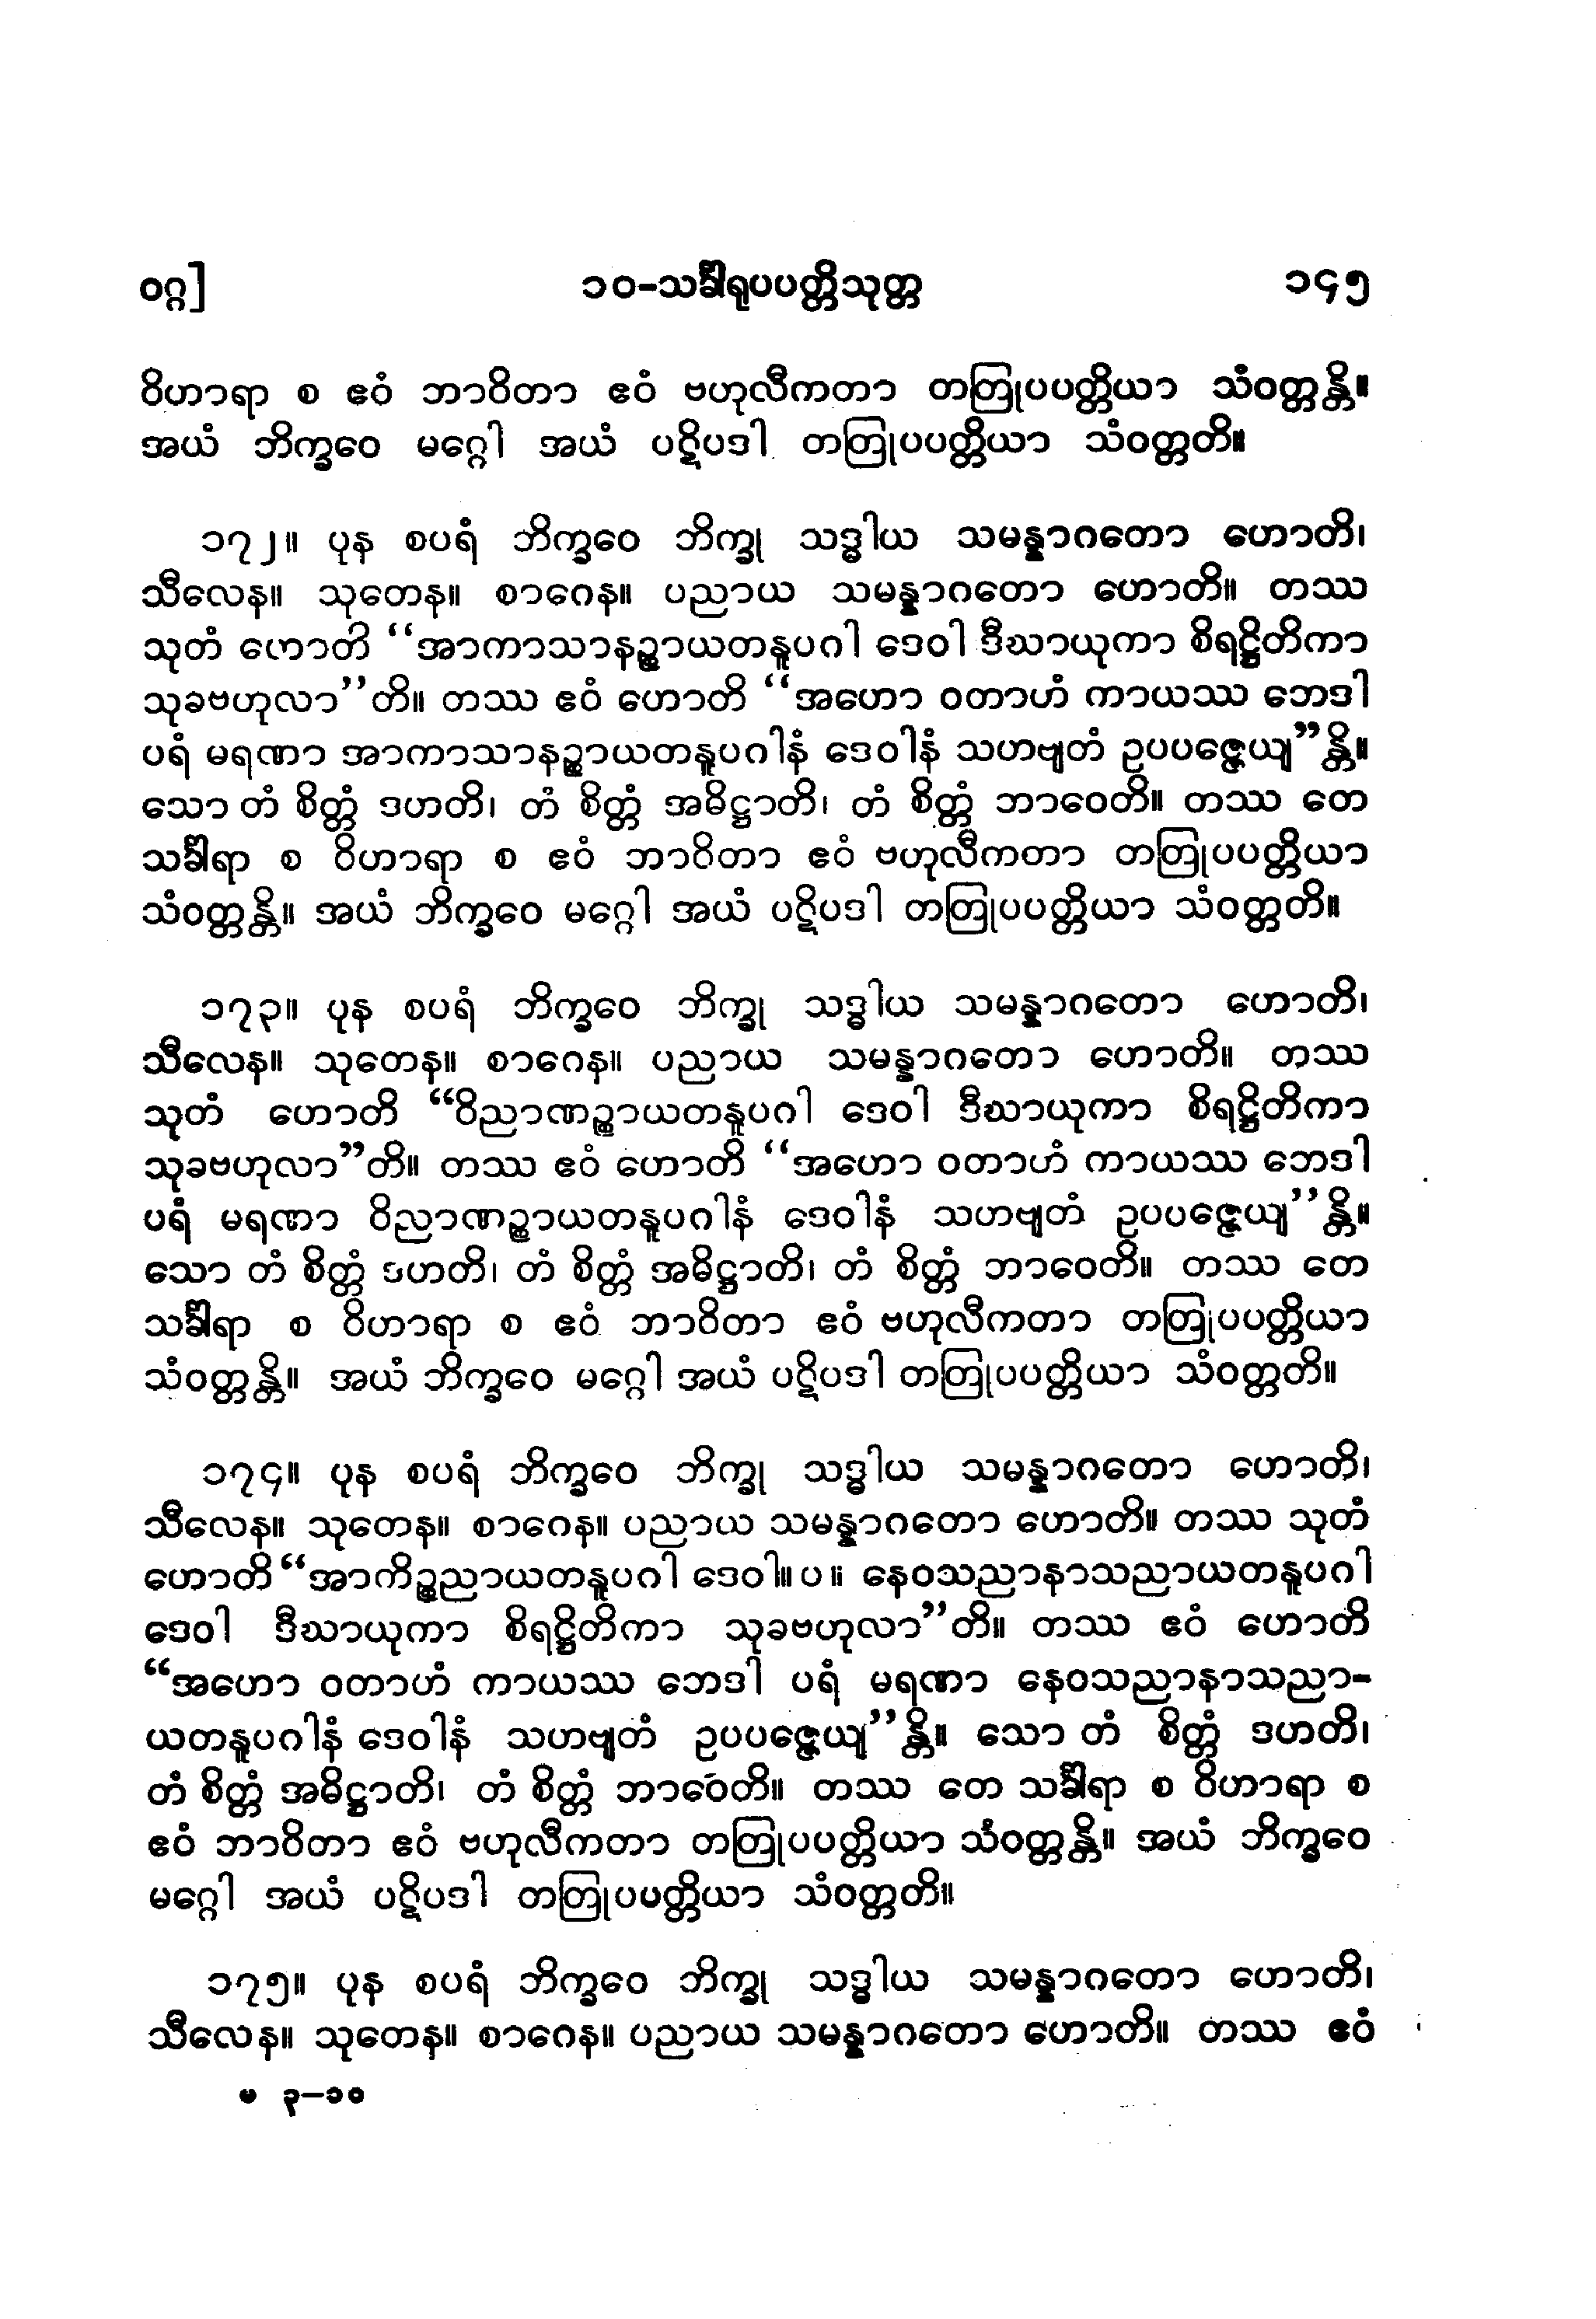 ဝဂ္ဂ]
၁၀-သင်္ခါရုပပတ္တိသုတ္တ
၁၄၅
ဝိဟာရာ စ ဧဝံ ဘာဝိတာ ဧဝံ ဗဟုလီကတာ တတြုပပတ္တိယာ သံဝတ္တန္တိ။
အယံ ဘိက္ခဝေ မဂ္ဂေါ အယံ ပဋိပဒါ တတြုပပတ္တိယာ သံဝတ္တတိ။
၁၇၂။ ပုန စပရံ ဘိက္ခဝေ ဘိက္ခု သဒ္ဓါယ သမန္နာဂတော ဟောတိ၊
သီလေန။ သုတေန။ စာဂေန။ ပညာယ သမန္နာဂတော ဟောတိ။ တဿ
သုတံ ဟောတိ “အာကာသာနဉ္စာယတနူပဂါ ဒေဝါ ဒီဃာယုကာ စိရဋ္ဌိတိကာ
သုခဗဟုလာ”တိ။ တဿ ဧဝံ ဟောတိ “အဟော ဝတာဟံ ကာယဿ ဘေဒါ
ပရံ မရဏာ အာကာသာနဉ္စာယတနူပဂါနံ ဒေဝါနံ သဟဗျတံ ဥပပဇ္ဇေယျ”န္တိ။
သော တံ စိတ္တံ ဒဟတိ၊ တံ စိတ္တံ အဓိဋ္ဌာတိ၊ တံ စိတ္တံ ဘာဝေတိ။ တဿ တေ
သင်္ခါရာ စ ဝိဟာရာ စ ဧဝံ ဘာဝိတာ ဧဝံ ဗဟုလီကတာ တတြုပပတ္တိယာ
သံဝတ္တန္တိ။ အယံ ဘိက္ခဝေ မဂ္ဂေါ အယံ ပဋိပဒါ တတြုပပတ္တိယာ သံဝတ္တတိ။
၁၇၃။ ပုန စပရံ ဘိက္ခဝေ ဘိက္ခု သဒ္ဓါယ သမန္နာဂတော ဟောတိ၊
သီလေန။ သုတေန။ စာဂေန။ ပညာယ သမန္နာဂတော ဟောတိ။ တဿ
သုတံ ဟောတိ “ဝိညာဏဉ္စာယတနူပဂါ ဒေဝါ ဒီဃာယုကာ စိရဋ္ဌိတိကာ
သုခဗဟုလာ”တိ။ တဿ ဧဝံ ဟောတိ “အဟော ဝတာဟံ ကာယဿ ဘေဒါ
ပရံ မရဏာ ဝိညာဏဉ္စာယတနူပဂါနံ ဒေဝါနံ သဟဗျတံ ဥပပဇ္ဇေယျ”န္တိ။
သော တံ စိတ္တံ ဒဟတိ၊ တံ စိတ္တံ အဓိဋ္ဌာတိ၊ တံ စိတ္တံ ဘာဝေတိ။ တဿ တေ
သင်္ခါရာ စ ဝိဟာရာ စ ဧဝံ ဘာဝိတာ ဧဝံ ဗဟုလီကတာ တတြုပပတ္တိယာ
သံဝတ္တန္တိ။ အယံ ဘိက္ခဝေ မဂ္ဂေါ အယံ ပဋိပဒါ တတြုပပတ္တိယာ သံဝတ္တတိ။
၁၇၄။ ပုန စပရံ ဘိက္ခဝေ ဘိက္ခု သဒ္ဓါယ သမန္နာဂတော ဟောတိ၊
သီလေန။ သုတေန။ စာဂေန။ ပညာယ သမန္နာဂတော ဟောတိ။ တဿ သုတံ
ဟောတိ “အာကိဉ္စညာယတနူပဂါ ဒေဝါ။ ပ ။ နေဝသညာနာသညာယတနူပဂါ
ဒေဝါ ဒီဃာယုကာ စိရဋ္ဌိတိကာ သုခဗဟုလာ”တိ။ တဿ ဧဝံ ဟောတိ
“အဟော ဝတာဟံ ကာယဿ ဘေဒါ ပရံ မရဏာ နေဝသညာနာသညာ-
ယတနူပဂါနံ ဒေဝါနံ သဟဗျတံ ဥပပဇ္ဇေယျ”န္တိ။ သော တံ စိတ္တံ ဒဟတိ၊
တံ စိတ္တံ အဓိဋ္ဌာတိ၊ တံ စိတ္တံ ဘာဝေတိ။ တဿ တေ သင်္ခါရာ စ ဝိဟာရာ စ
ဧဝံ ဘာဝိတာ ဧဝံ ဗဟုလီကတာ တတြုပပတ္တိယာ သံဝတ္တန္တိ။ အယံ ဘိက္ခဝေ
မဂ္ဂေါ အယံ ပဋိပဒါ တတြုပပတ္တိယာ သံဝတ္တတိ။
၁၇၅။ ပုန စပရံ ဘိက္ခဝေ ဘိက္ခု သဒ္ဓါယ သမန္နာဂတော ဟောတိ၊
သီလေန။ သုတေန။ စာဂေန။ ပညာယ သမန္နာဂတော ဟောတိ။ တဿ ဧဝံ
မ ၃-၁၀